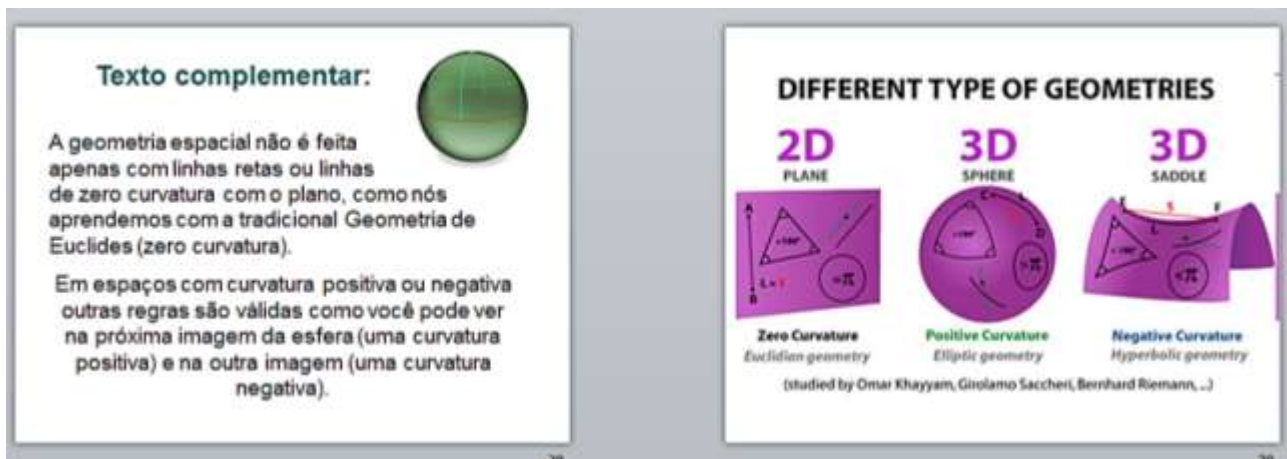 Texto complementar:
A geometria espacial não é feita
apenas com linhas retas ou linhas
de zero curvatura com o plano, como nós
aprendemos com a tradicional Geometria de
Euclides (zero curvatura).
Em espaços com curvatura positiva ou negativa
outras regras são válidas como você pode ver
na próxima imagem da esfera (uma curvatura
positiva) e na outra imagem (uma curvatura
negativa).
DIFFERENT TYPE OF GEOMETRIES
2D
PLANE
A
B
=π
Zero Curvature
Euclidian geometry
3D
SPHERE
C
L
D
>π
Positive Curvature
Elliptic geometry
3D
SADDLE
E
S
F
L
<π
Negative Curvature
Hyperbolic geometry
(studied by Omar Khayyam, Girolamo Saccheri, Bernhard Riemann, ...)